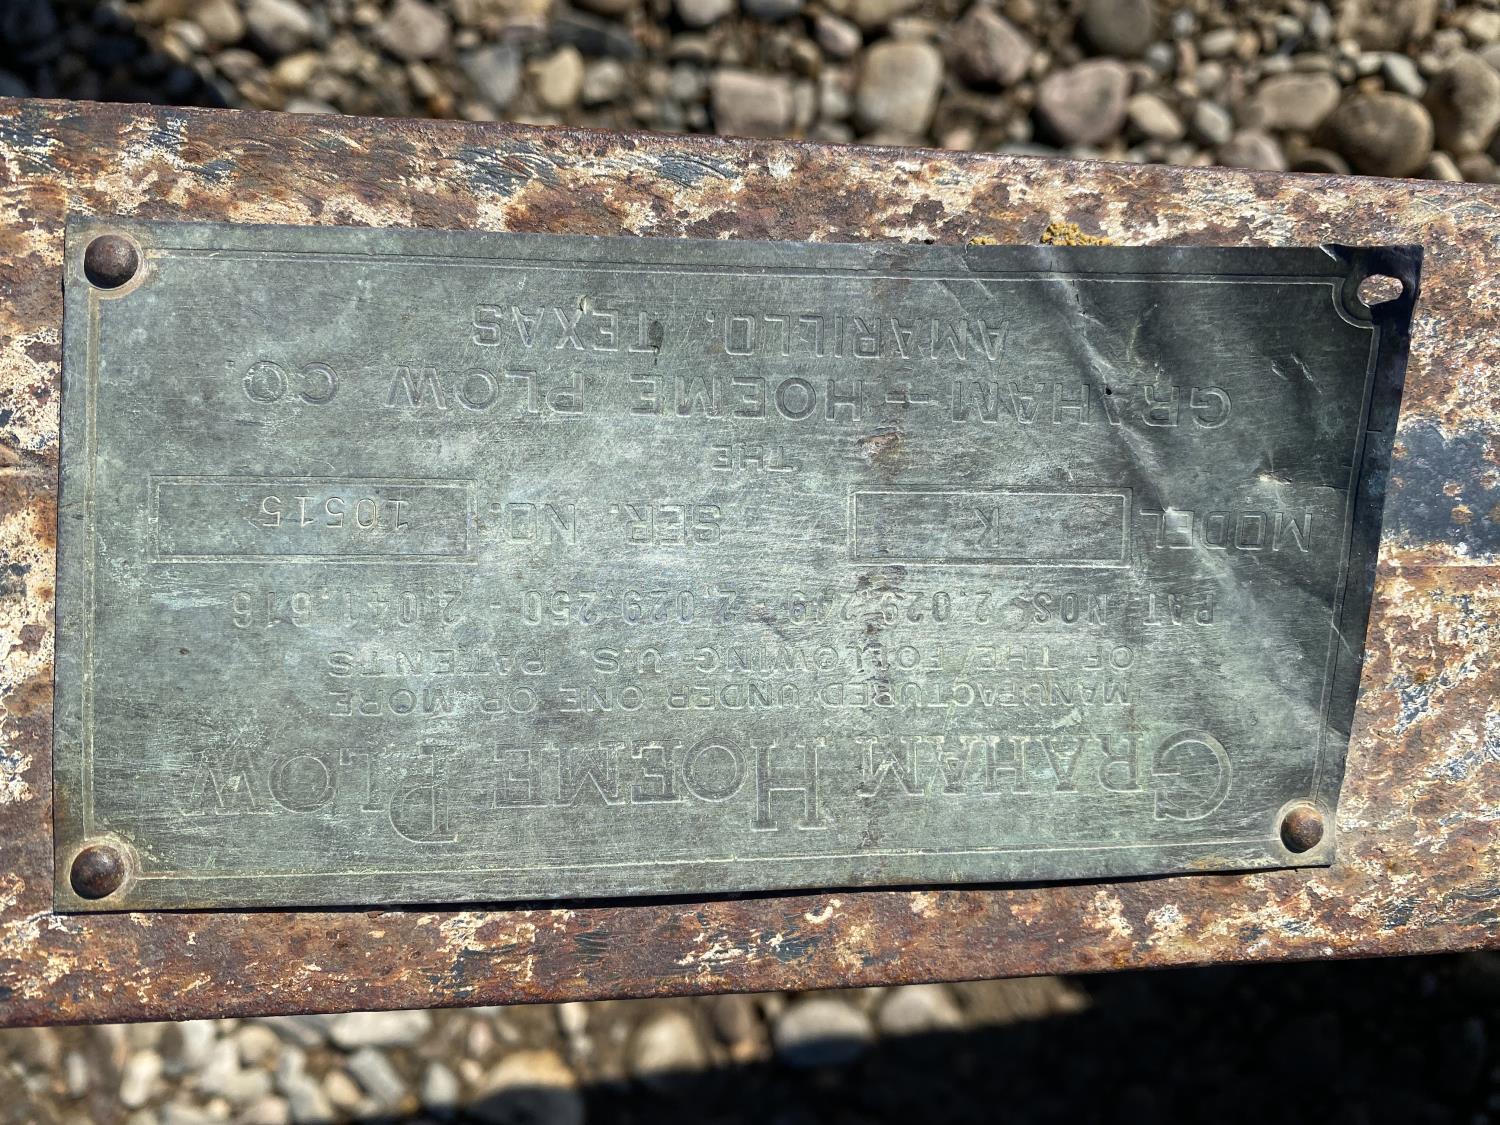 GRAHAM HOEME PLOW
MANUFACTURED UNDER ONE OR MORE
OF THE FOLLOWING U.S. PATENTS
PAT. NOS. 2,029,249 - 2,029,250 - 2,041,616
MODEL K SER. NO. 10515
THE
GRAHAM-HOEME PLOW CO.
AMARILLO, TEXAS